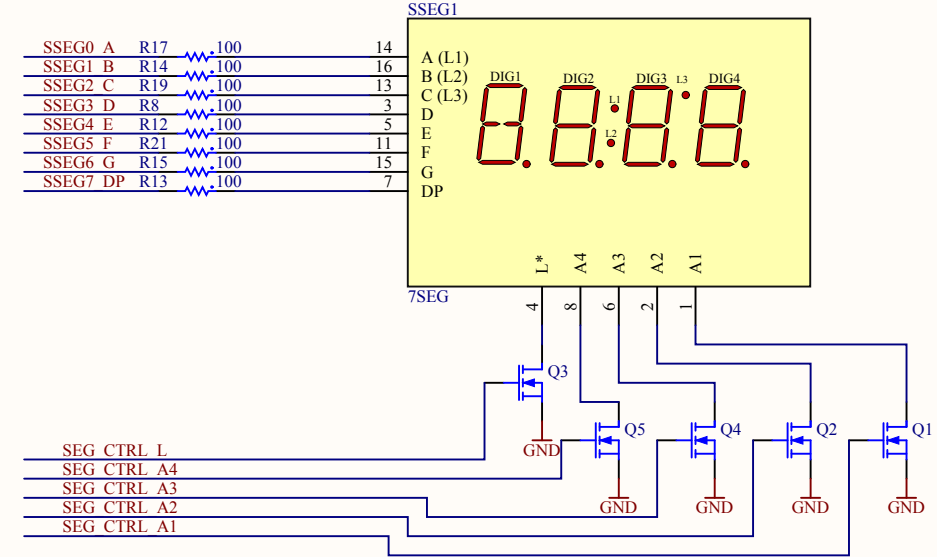 SSEG1
SSEG0 A R17 100 14 A (L1)
SSEG1 B R14 100 16 B (L2)
SSEG2 C R19 100 13 C (L3)
SSEG3 D R8 100 3 D
SSEG4 E R12 100 5 E
SSEG5 F R21 100 11 F
SSEG6 G R15 100 15 G
SSEG7 DP R13 100 7 DP
DIG1 DIG2 DIG3 L3 DIG4
L1
L2
L* A4 A3 A2 A1
7SEG
4 8 6 2 1
Q3
Q5 Q4 Q2 Q1
GND
SEG CTRL L
SEG CTRL A4
SEG CTRL A3
SEG CTRL A2
SEG CTRL A1
GND GND GND GND